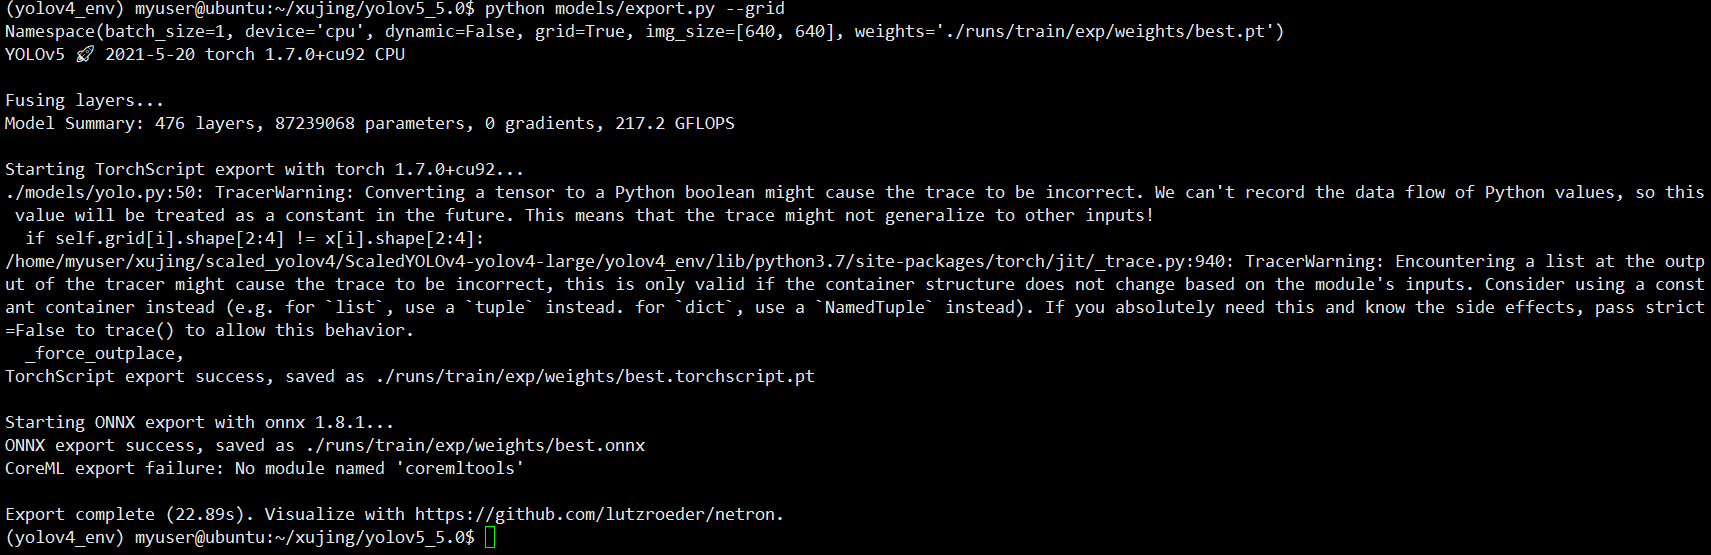 (yolov4_env) myuser@ubuntu:~/xujing/yolov5_5.0$ python models/export.py --grid
Namespace(batch_size=1, device='cpu', dynamic=False, grid=True, img_size=[640, 640], weights='./runs/train/exp/weights/best.pt')
YOLOv5 🚀 2021-5-20 torch 1.7.0+cu92 CPU
Fusing layers...
Model Summary: 476 layers, 87239068 parameters, 0 gradients, 217.2 GFLOPS
Starting TorchScript export with torch 1.7.0+cu92...
./models/yolo.py:50: TracerWarning: Converting a tensor to a Python boolean might cause the trace to be incorrect. We can't record the data flow of Python values, so this
 value will be treated as a constant in the future. This means that the trace might not generalize to other inputs!
  if self.grid[i].shape[2:4] != x[i].shape[2:4]:
/home/myuser/xujing/scaled_yolov4/ScaledYOLOv4-yolov4-large/yolov4_env/lib/python3.7/site-packages/torch/jit/_trace.py:940: TracerWarning: Encountering a list at the outp
ut of the tracer might cause the trace to be incorrect, this is only valid if the container structure does not change based on the module's inputs. Consider using a const
ant container instead (e.g. for `list`, use a `tuple` instead. for `dict`, use a `NamedTuple` instead). If you absolutely need this and know the side effects, pass strict
=False to trace() to allow this behavior.
  _force_outplace,
TorchScript export success, saved as ./runs/train/exp/weights/best.torchscript.pt
Starting ONNX export with onnx 1.8.1...
ONNX export success, saved as ./runs/train/exp/weights/best.onnx
CoreML export failure: No module named 'coremltools'
Export complete (22.89s). Visualize with https://github.com/lutzroeder/netron.
(yolov4_env) myuser@ubuntu:~/xujing/yolov5_5.0$